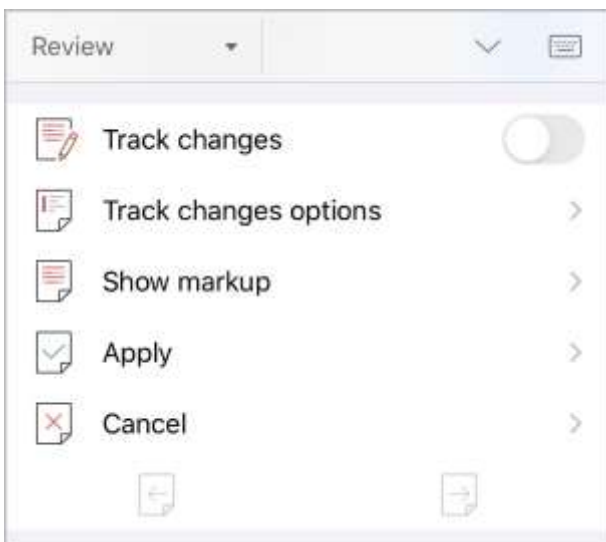 Review
Track changes
Track changes options
Show markup
Apply
Cancel